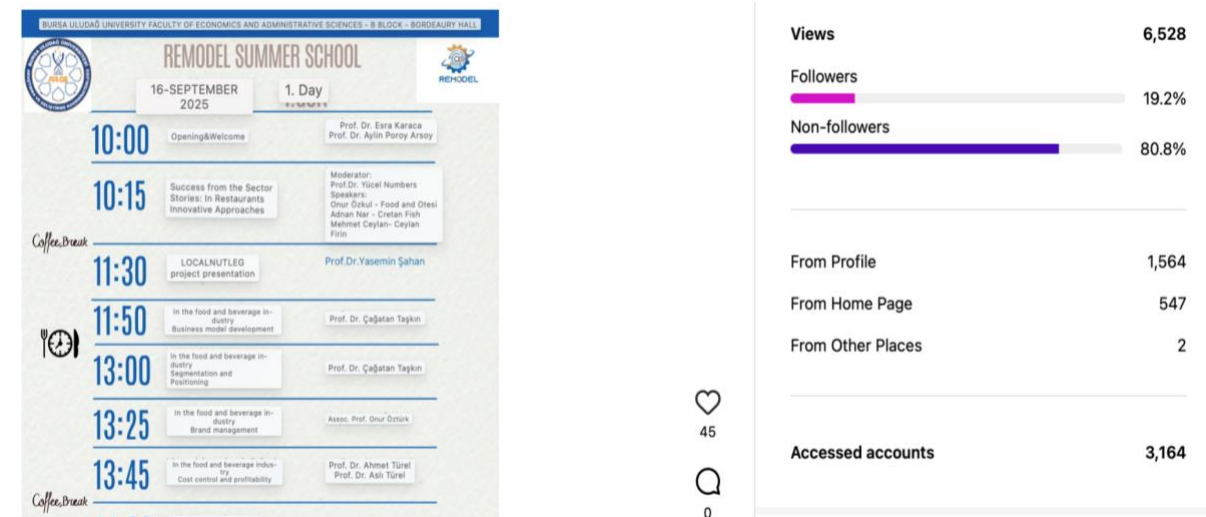 BURSA ULUDAĞ UNIVERSITY FACULTY OF ECONOMICS AND ADMINISTRATIVE SCIENCES - B BLOCK - BORDEAURY HALL
REMODEL SUMMER SCHOOL
REMODEL
16-SEPTEMBER
2025
1. Day
10:00
Opening&Welcome
Prof. Dr. Esra Karaca
Prof. Dr. Aylin Poroy Arsoy
10:15
Success from the Sector
Stories: In Restaurants
Innovative Approaches
Moderator:
Prof.Dr. Yücel Numbers
Speakers:
Onur Özkul - Food and Otesi
Adnan Nar - Cretan Fish
Mehmet Ceylan- Ceylan
Firin
Coffee Break
11:30
LOCALNUTLEG
project presentation
Prof.Dr.Yasemin Şahan
11:50
In the food and beverage in-
dustry
Business model development
Prof. Dr. Çağatan Taşkın
13:00
In the food and beverage in-
dustry
Segmentation and
Positioning
Prof. Dr. Çağatan Taşkın
13:25
In the food and beverage in-
dustry
Brand management
Assoc. Prof. Onur Öztürk
13:45
In the food and beverage indus-
try
Cost control and profitability
Prof. Dr. Ahmet Türel
Prof. Dr. Aslı Türel
Coffee Break
45
0
Views 6,528
Followers
19.2%
Non-followers
80.8%
From Profile 1,564
From Home Page 547
From Other Places 2
Accessed accounts 3,164